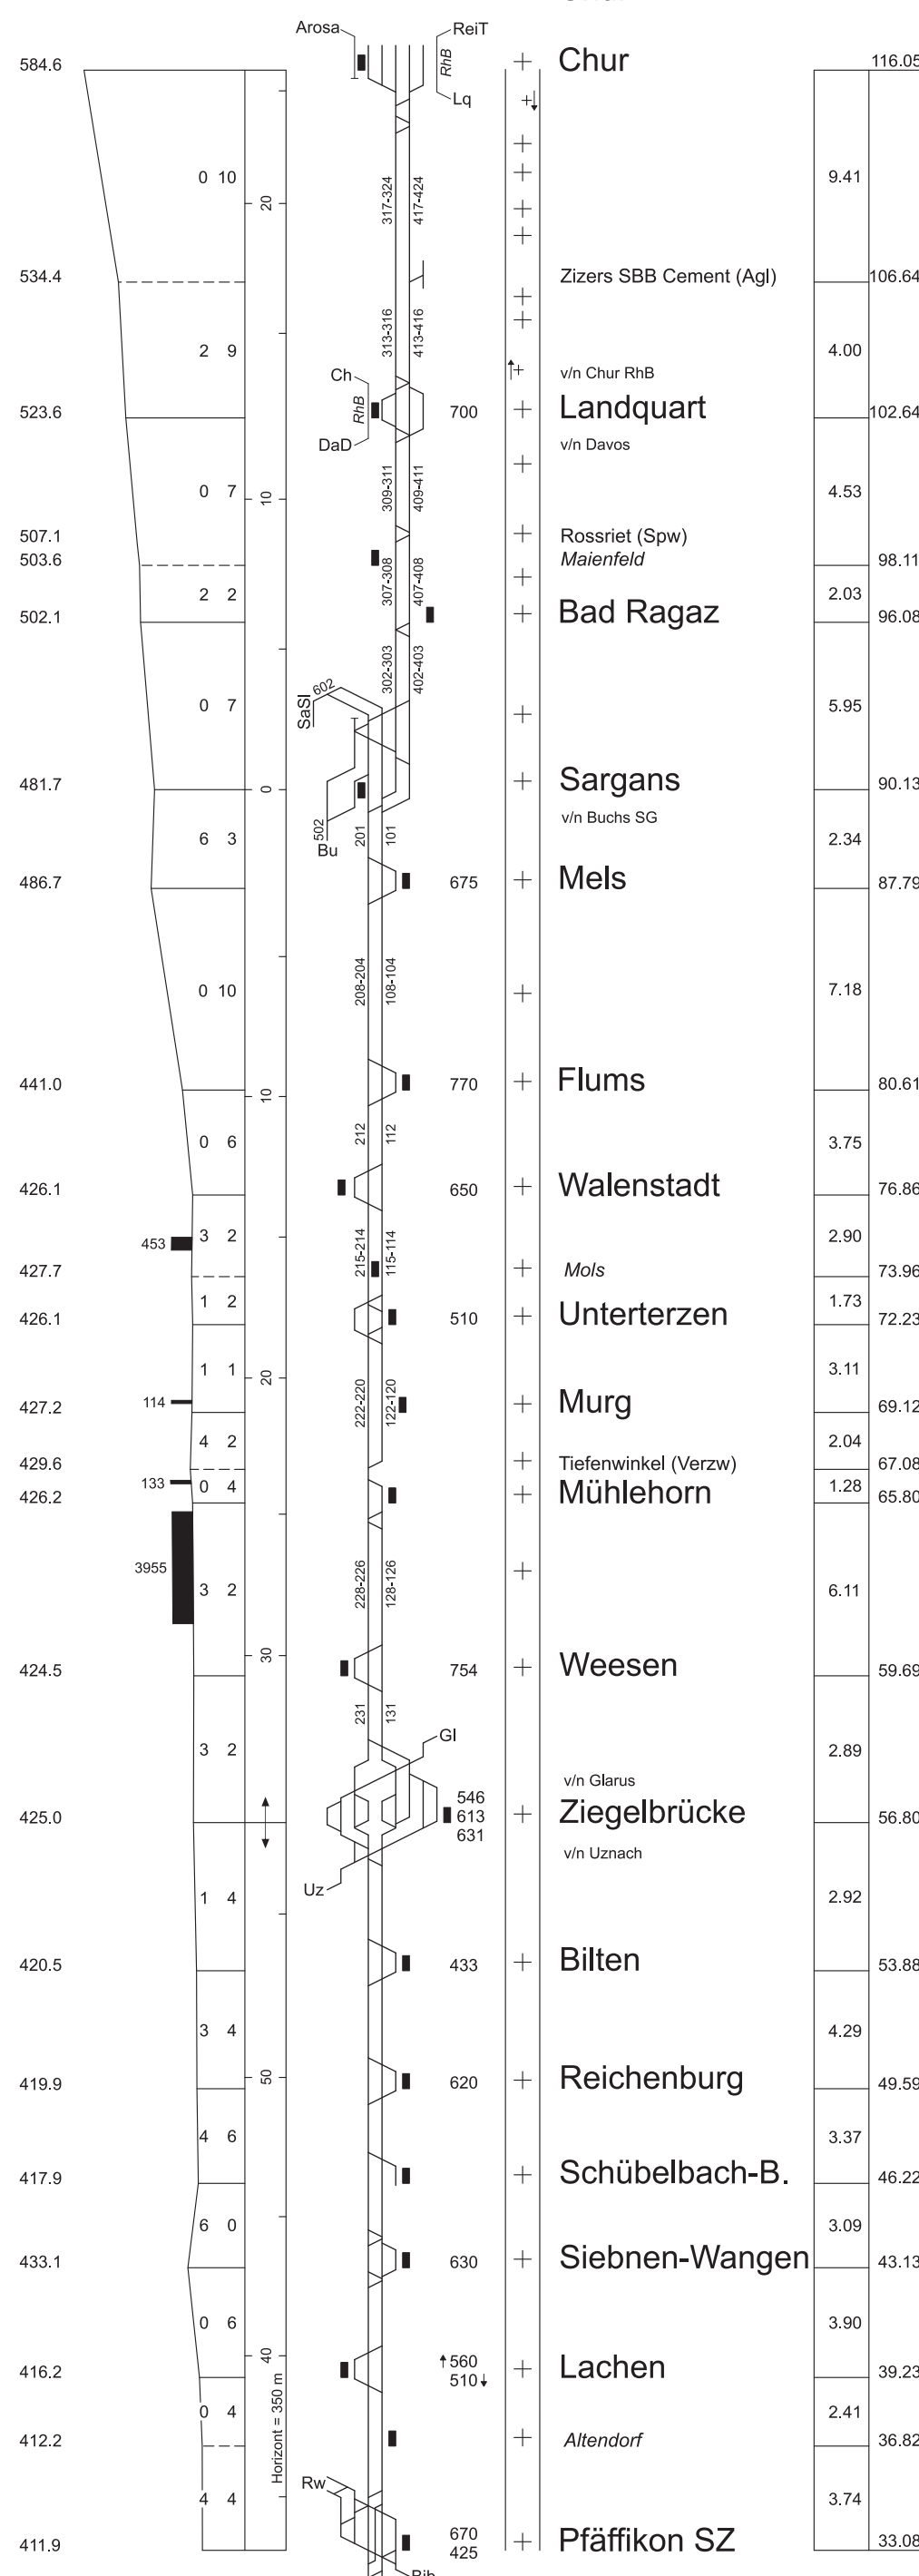 Arosa ReiT
584.6 RhB Chur 116.05
Lq
0 10 317-324 417-424 9.41
20
534.4 Zizers SBB Cement (Agl) 106.64
2 9 313-316 413-416 4.00
Ch v/n Chur RhB
523.6 RhB 700 Landquart 102.64
DaD v/n Davos
0 7 10 309-311 409-411 4.53
507.1 Rossriet (Spw)
503.6 Maienfeld 98.11
2 2 307-308 407-408 2.03
502.1 Bad Ragaz 96.08
0 7 SaSl 602 302-303 402-403 5.95
481.7 0 Sargans 90.13
v/n Buchs SG
6 3 502 201 101 2.34
Bu
486.7 675 Mels 87.79
0 10 208-204 108-104 7.18
441.0 770 Flums 80.61
10
0 6 212 112 3.75
426.1 650 Walenstadt 76.86
453 3 2 215-214 115-114 2.90
427.7 Mols 73.96
1 2 1.73
426.1 510 Unterterzen 72.23
1 1 20 3.11
427.2 114 222-220 122-120 Murg 69.12
4 2 2.04
429.6 Tiefenwinkel (Verzw) 67.08
133 0 4 1.28
426.2 Mühlehorn 65.80
3955 3 2 228-226 128-126 6.11
30
424.5 754 Weesen 59.69
231 131
Gl
3 2 2.89
v/n Glarus
546
425.0 613 Ziegelbrücke 56.80
631
v/n Uznach
Uz
1 4 2.92
420.5 433 Bilten 53.88
3 4 4.29
50
419.9 620 Reichenburg 49.59
4 6 3.37
417.9 Schübelbach-B. 46.22
6 0 3.09
433.1 630 Siebnen-Wangen 43.13
0 6 3.90
40
560
416.2 510 Lachen 39.23
0 4 Horizont = 350 m 2.41
412.2 Altendorf 36.82
Rw
4 4 3.74
670
411.9 425 Pfäffikon SZ 33.08